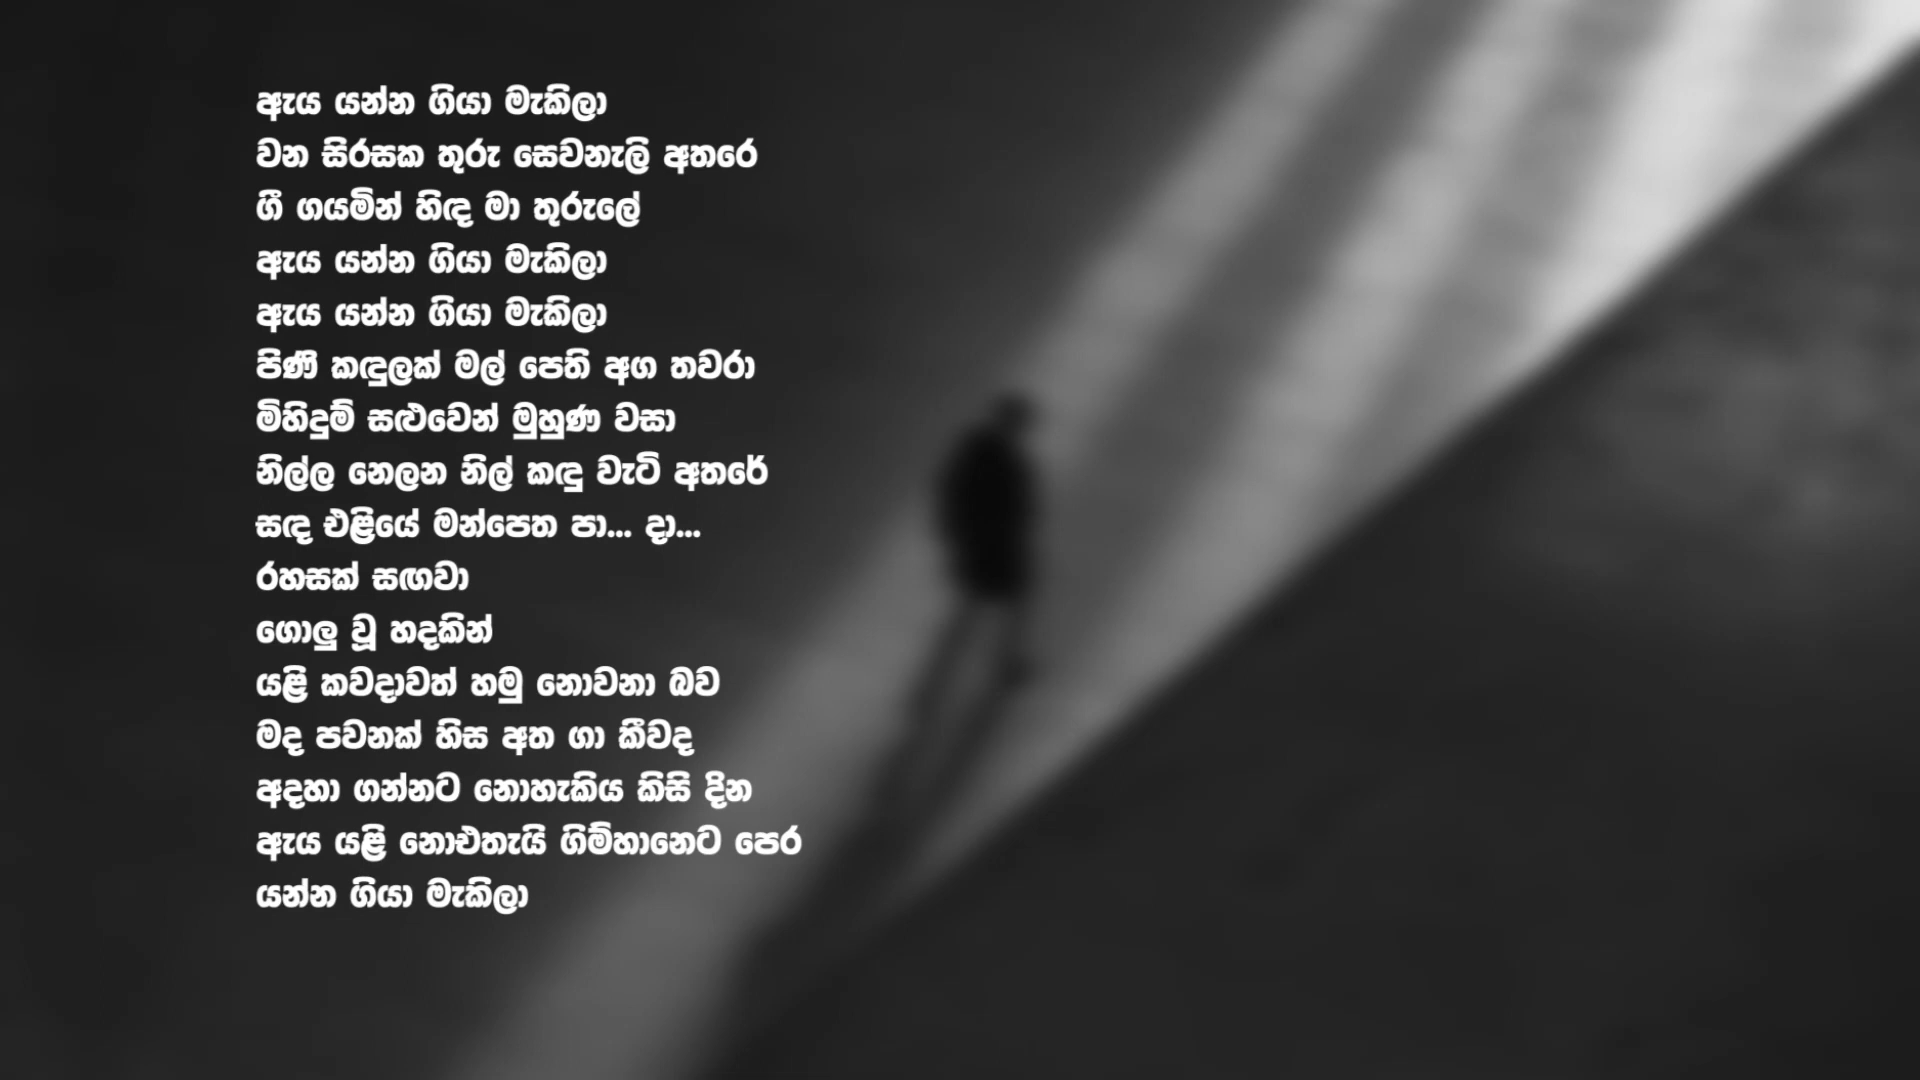 ඇය යන්න ගියා මැකිලා
වන සිරසක තුරු සෙවනැලි අතරෙ
ගී ගයමින් හිඳ මා තුරුලේ
ඇය යන්න ගියා මැකිලා
ඇය යන්න ගියා මැකිලා
පිණි කඳුලක් මල් පෙති අග තවරා
මිහිදුම් සළුවෙන් මුහුණ වසා
නිල්ල නෙලන නිල් කඳු වැටි අතරේ
සඳ එළියේ මන්පෙත පා... දා...
රහසක් සඟවා
ගොලු වූ හදකින්
යළි කවදාවත් හමු නොවනා බව
මද පවනක් හිස අත ගා කීවද
අදහා ගන්නට නොහැකිය කිසි දින
ඇය යළි නොඑතැයි ගිම්හානෙට පෙර
යන්න ගියා මැකිලා